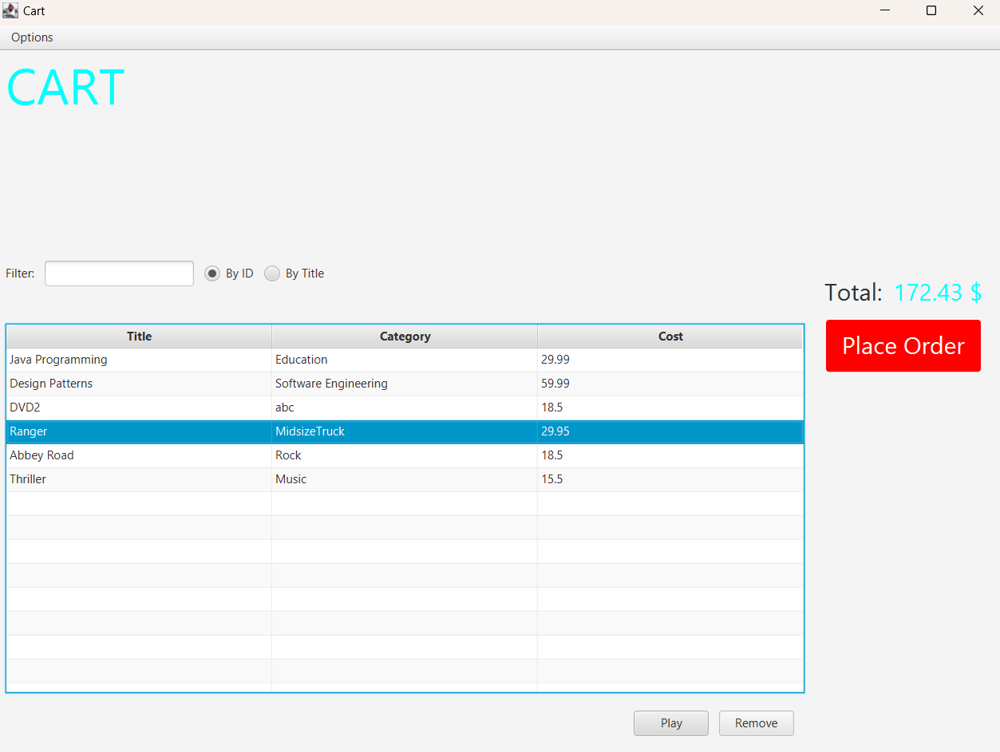 Cart
Options
CART
Filter: By ID By Title
Total: 172.43 $
Place Order
Title Category Cost
Java Programming Education 29.99
Design Patterns Software Engineering 59.99
DVD2 abc 18.5
Ranger MidsizeTruck 29.95
Abbey Road Rock 18.5
Thriller Music 15.5
Play Remove